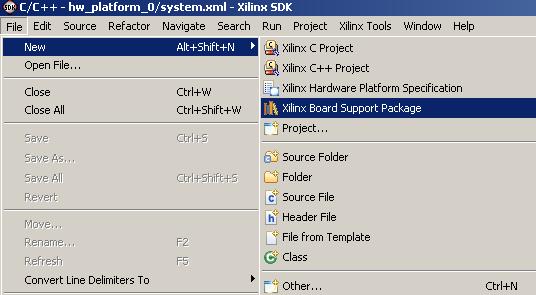 SDK C/C++ - hw_platform_0/system.xml - Xilinx SDK
File Edit Source Refactor Navigate Search Run Project Xilinx Tools Window Help
New Alt+Shift+N
Open File...
Close Ctrl+W
Close All Ctrl+Shift+W
Save Ctrl+S
Save As...
Save All Ctrl+Shift+S
Revert
Move...
Rename... F2
Refresh F5
Convert Line Delimiters To
Xilinx C Project
Xilinx C++ Project
Xilinx Hardware Platform Specification
Xilinx Board Support Package
Project...
Source Folder
Folder
Source File
Header File
File from Template
Class
Other... Ctrl+N